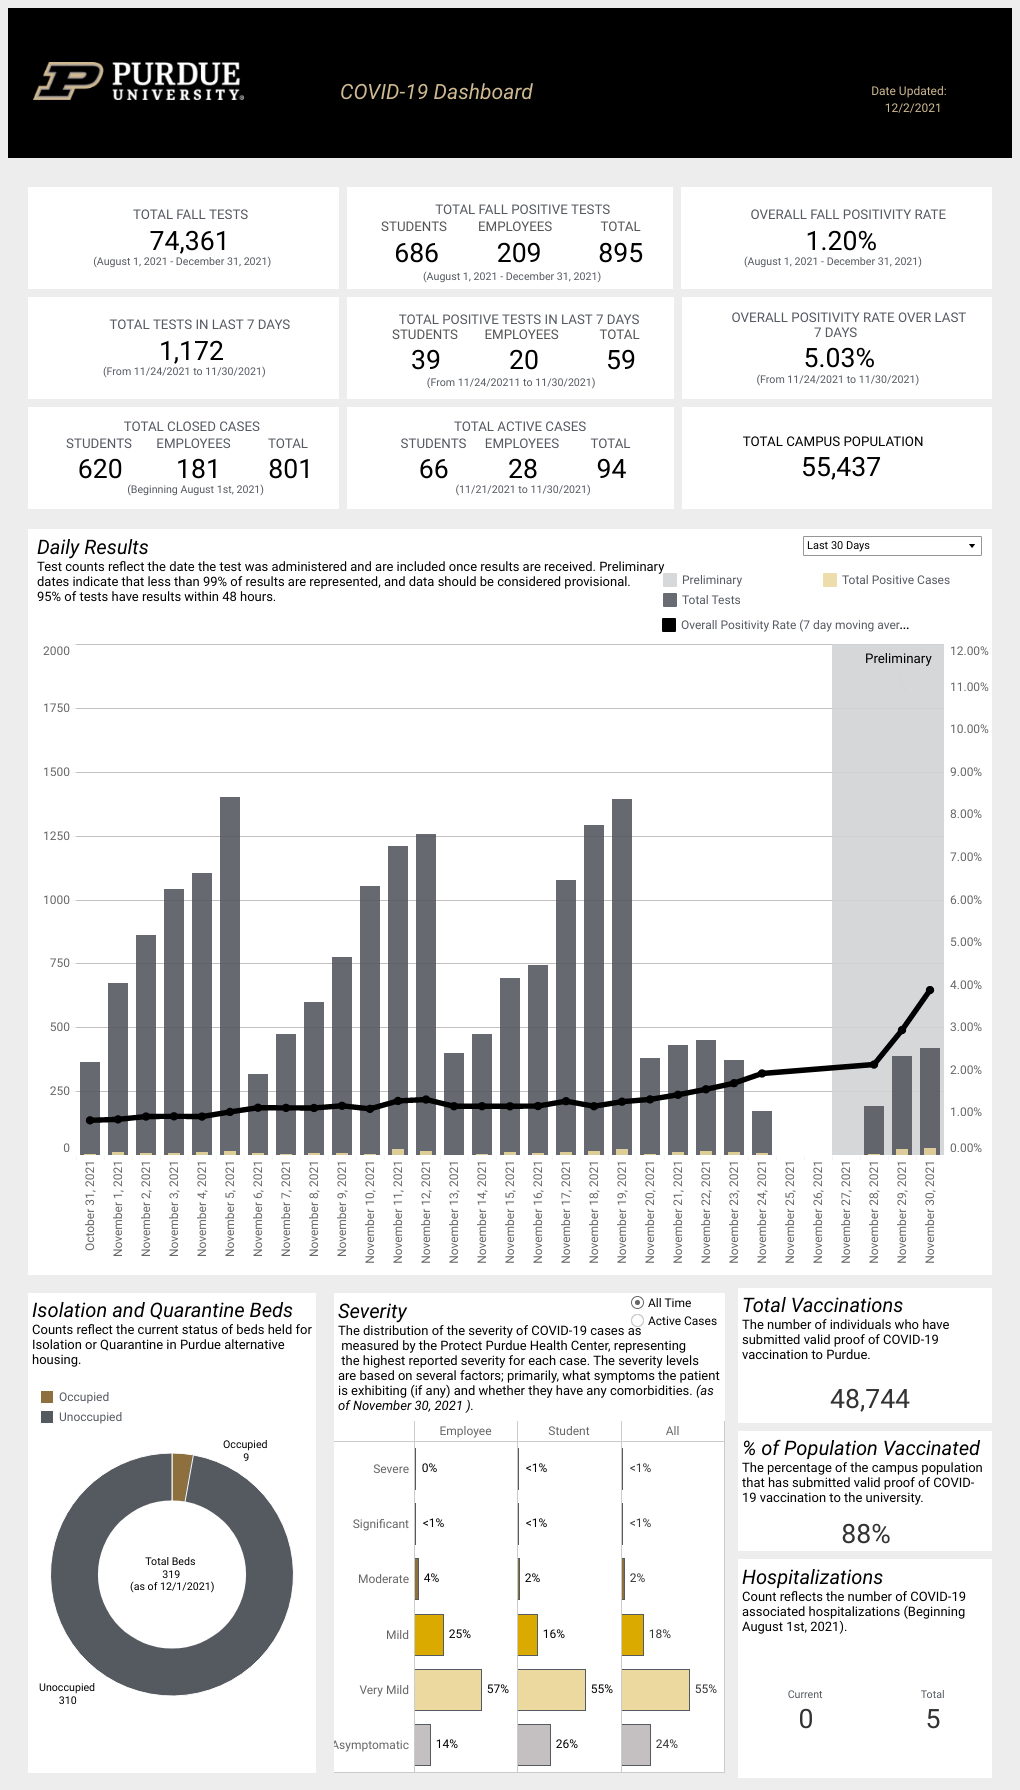 PURDUE
UNIVERSITY®
COVID-19 Dashboard
Date Updated:
12/2/2021
TOTAL FALL TESTS
74,361
(August 1, 2021 - December 31, 2021)
TOTAL FALL POSITIVE TESTS
STUDENTS EMPLOYEES TOTAL
686 209 895
(August 1, 2021 - December 31, 2021)
OVERALL FALL POSITIVITY RATE
1.20%
(August 1, 2021 - December 31, 2021)
TOTAL TESTS IN LAST 7 DAYS
1,172
(From 11/24/2021 to 11/30/2021)
TOTAL POSITIVE TESTS IN LAST 7 DAYS
STUDENTS EMPLOYEES TOTAL
39 20 59
(From 11/24/20211 to 11/30/2021)
OVERALL POSITIVITY RATE OVER LAST
7 DAYS
5.03%
(From 11/24/2021 to 11/30/2021)
TOTAL CLOSED CASES
STUDENTS EMPLOYEES TOTAL
620 181 801
(Beginning August 1st, 2021)
TOTAL ACTIVE CASES
STUDENTS EMPLOYEES TOTAL
66 28 94
(11/21/2021 to 11/30/2021)
TOTAL CAMPUS POPULATION
55,437
Daily Results
Test counts reflect the date the test was administered and are included once results are received. Preliminary
dates indicate that less than 99% of results are represented, and data should be considered provisional.
95% of tests have results within 48 hours.
Last 30 Days
Preliminary
Total Positive Cases
Total Tests
Overall Positivity Rate (7 day moving aver...
Preliminary
2000
1750
1500
1250
1000
750
500
250
0
12.00%
11.00%
10.00%
9.00%
8.00%
7.00%
6.00%
5.00%
4.00%
3.00%
2.00%
1.00%
0.00%
October 31, 2021
November 1, 2021
November 2, 2021
November 3, 2021
November 4, 2021
November 5, 2021
November 6, 2021
November 7, 2021
November 8, 2021
November 9, 2021
November 10, 2021
November 11, 2021
November 12, 2021
November 13, 2021
November 14, 2021
November 15, 2021
November 16, 2021
November 17, 2021
November 18, 2021
November 19, 2021
November 20, 2021
November 21, 2021
November 22, 2021
November 23, 2021
November 24, 2021
November 25, 2021
November 26, 2021
November 27, 2021
November 28, 2021
November 29, 2021
November 30, 2021
Isolation and Quarantine Beds
Counts reflect the current status of beds held for
Isolation or Quarantine in Purdue alternative
housing.
Occupied
Unoccupied
Occupied
9
Total Beds
319
(as of 12/1/2021)
Unoccupied
310
Severity
All Time
Active Cases
The distribution of the severity of COVID-19 cases as
measured by the Protect Purdue Health Center, representing
the highest reported severity for each case. The severity levels
are based on several factors; primarily, what symptoms the patient
is exhibiting (if any) and whether they have any comorbidities. (as
of November 30, 2021 ).
Employee Student All
Severe 0% <1% <1%
Significant <1% <1% <1%
Moderate 4% 2% 2%
Mild 25% 16% 18%
Very Mild 57% 55% 55%
Asymptomatic 14% 26% 24%
Total Vaccinations
The number of individuals who have
submitted valid proof of COVID-19
vaccination to Purdue.
48,744
% of Population Vaccinated
The percentage of the campus population
that has submitted valid proof of COVID-
19 vaccination to the university.
88%
Hospitalizations
Count reflects the number of COVID-19
associated hospitalizations (Beginning
August 1st, 2021).
Current Total
0 5